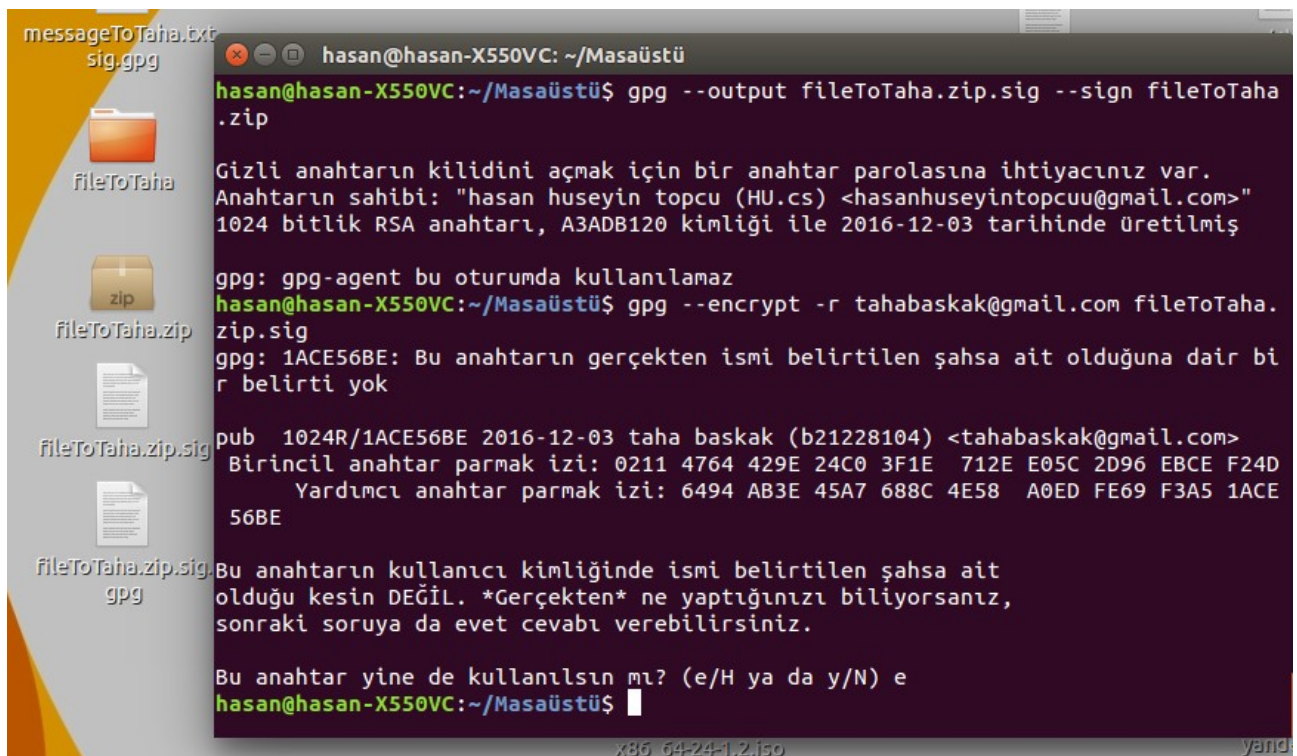 messageToTaha.txt
sig.gpg
fileToTaha
zip
fileToTaha.zip
fileToTaha.zip.sig
fileToTaha.zip.sig.
gpg
hasan@hasan-X550VC: ~/Masaüstü
hasan@hasan-X550VC:~/Masaüstü$ gpg --output fileToTaha.zip.sig --sign fileToTaha
.zip
Gizli anahtarın kilidini açmak için bir anahtar parolasına ihtiyacınız var.
Anahtarın sahibi: "hasan huseyin topcu (HU.cs) <hasanhuseyintopcuu@gmail.com>"
1024 bitlik RSA anahtarı, A3ADB120 kimliği ile 2016-12-03 tarihinde üretilmiş
gpg: gpg-agent bu oturumda kullanılamaz
hasan@hasan-X550VC:~/Masaüstü$ gpg --encrypt -r tahabaskak@gmail.com fileToTaha.
zip.sig
gpg: 1ACE56BE: Bu anahtarın gerçekten ismi belirtilen şahsa ait olduğuna dair bi
r belirti yok
pub  1024R/1ACE56BE 2016-12-03 taha baskak (b21228104) <tahabaskak@gmail.com>
Birincil anahtar parmak izi: 0211 4764 429E 24C0 3F1E  712E E05C 2D96 EBCE F24D
Yardımcı anahtar parmak izi: 6494 AB3E 45A7 688C 4E58  A0ED FE69 F3A5 1ACE
56BE
Bu anahtarın kullanıcı kimliğinde ismi belirtilen şahsa ait
olduğu kesin DEĞİL. *Gerçekten* ne yaptığınızı biliyorsanız,
sonraki soruya da evet cevabı verebilirsiniz.
Bu anahtar yine de kullanılsın mı? (e/H ya da y/N) e
hasan@hasan-X550VC:~/Masaüstü$
x86_64-24-1.2.iso
yand